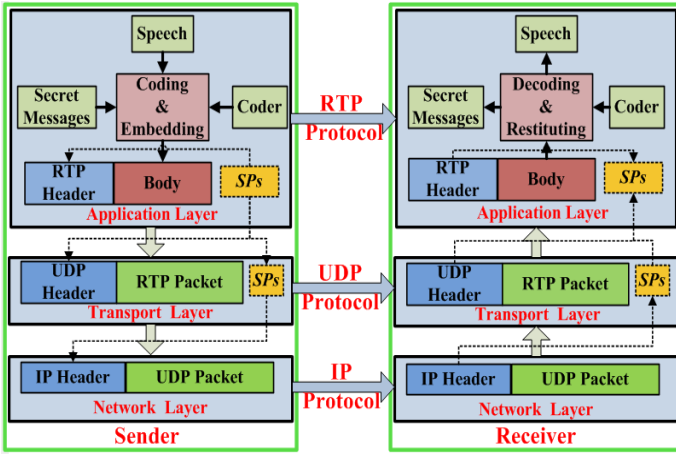 Speech
Secret
Messages
Coding
&
Embedding
Coder
RTP
Header
Body
SPs
Application Layer
UDP
Header
RTP Packet
SPs
Transport Layer
IP Header
UDP Packet
Network Layer
Sender
RTP
Protocol
UDP
Protocol
IP
Protocol
Speech
Secret
Messages
Decoding
&
Restituting
Coder
RTP
Header
Body
SPs
Application Layer
UDP
Header
RTP Packet
SPs
Transport Layer
IP Header
UDP Packet
Network Layer
Receiver